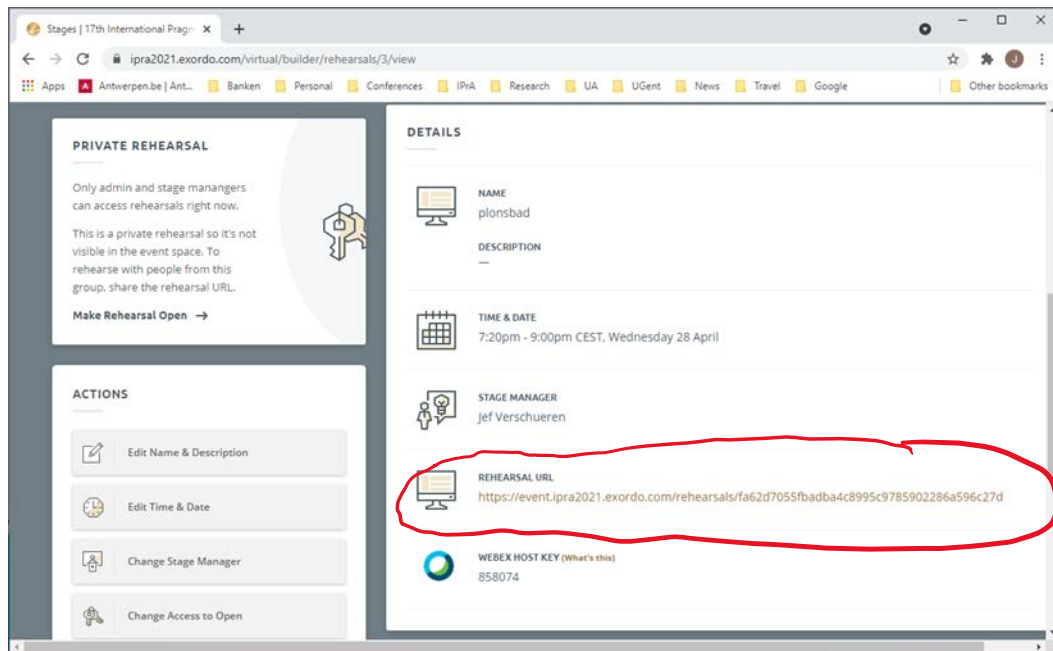 Stages | 17th International Pragm
ipra2021.exordo.com/virtual/builder/rehearsals/3/view
J
Apps
A Antwerpen.be | Ant...
Banken
Personal
Conferences
IPrA
Research
UA
UGent
News
Travel
Google
Other bookmarks
PRIVATE REHEARSAL
Only admin and stage manangers
can access rehearsals right now.
This is a private rehearsal so it's not
visible in the event space. To
rehearse with people from this
group, share the rehearsal URL.
Make Rehearsal Open →
ACTIONS
Edit Name & Description
Edit Time & Date
Change Stage Manager
Change Access to Open
DETAILS
NAME
plonsbad
DESCRIPTION
—
TIME & DATE
7:20pm - 9:00pm CEST, Wednesday 28 April
STAGE MANAGER
Jef Verschueren
REHEARSAL URL
https://event.ipra2021.exordo.com/rehearsals/fa62d7055fbadba4c8995c9785902286a596c27d
WEBEX HOST KEY (What's this)
858074